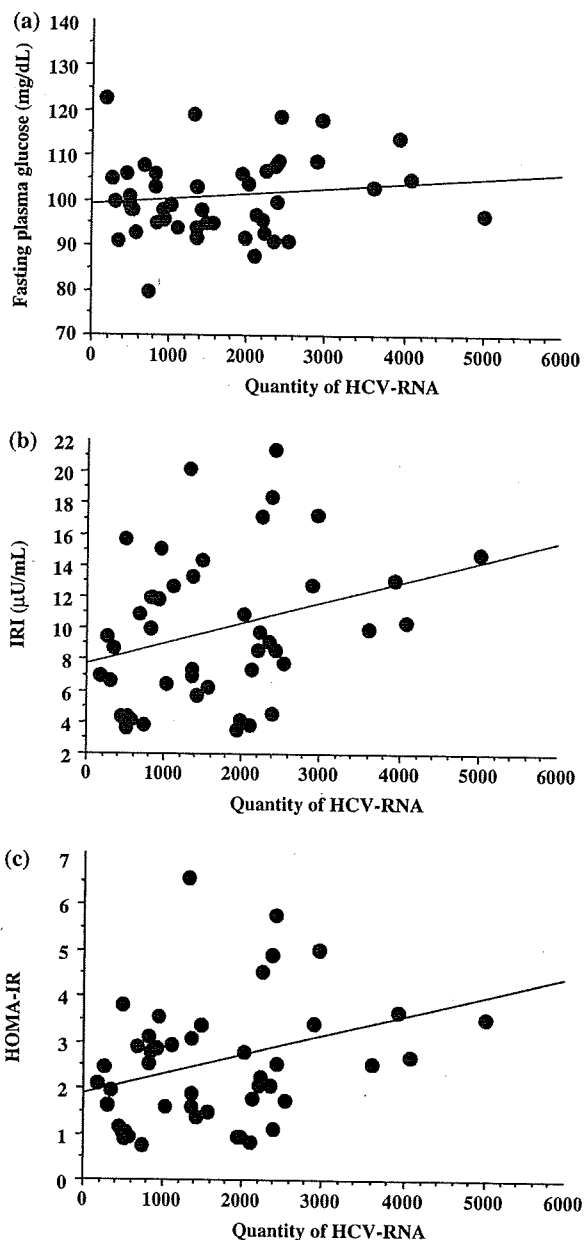 (a)
Fasting plasma glucose (mg/dL)
140
130
120
110
100
90
80
70
0 1000 2000 3000 4000 5000 6000
Quantity of HCV-RNA
(b)
IRI (μU/mL)
22
20
18
16
14
12
10
8
6
4
2
0 1000 2000 3000 4000 5000 6000
Quantity of HCV-RNA
(c)
HOMA-IR
7
6
5
4
3
2
1
0
0 1000 2000 3000 4000 5000 6000
Quantity of HCV-RNA